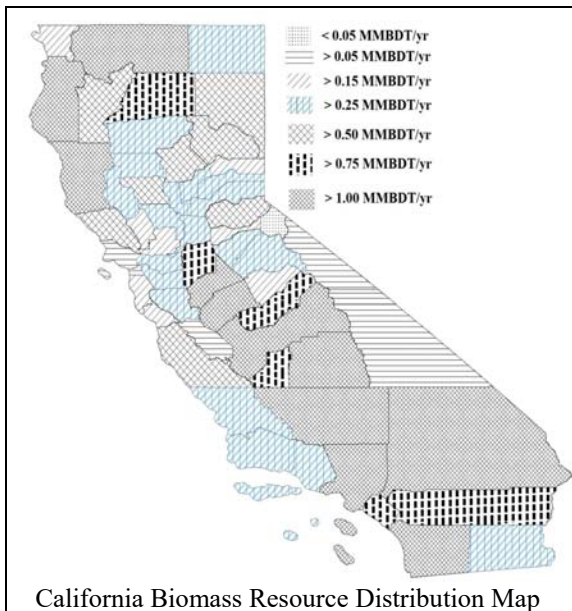 < 0.05 MMBDT/yr
> 0.05 MMBDT/yr
> 0.15 MMBDT/yr
> 0.25 MMBDT/yr
> 0.50 MMBDT/yr
> 0.75 MMBDT/yr
> 1.00 MMBDT/yr
California Biomass Resource Distribution Map